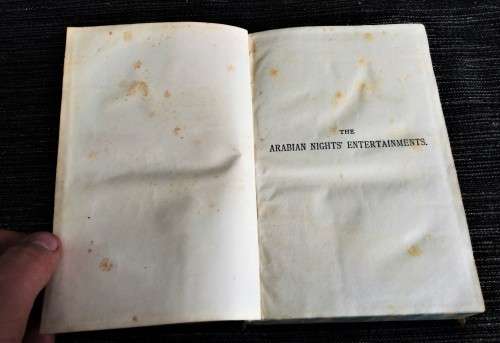 THE
ARABIAN NIGHTS' ENTERTAINMENTS.